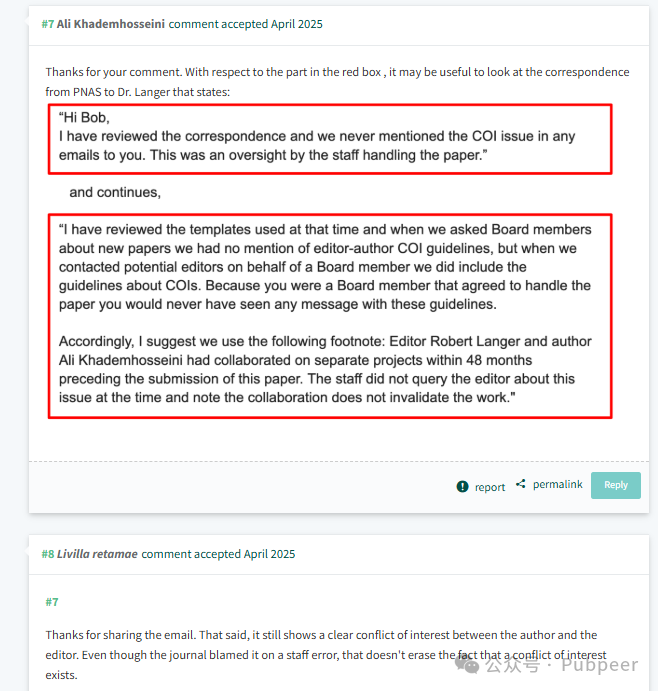 #7 Ali Khademhosseini comment accepted April 2025
Thanks for your comment. With respect to the part in the red box , it may be useful to look at the correspondence
from PNAS to Dr. Langer that states:
“Hi Bob,
I have reviewed the correspondence and we never mentioned the COI issue in any
emails to you. This was an oversight by the staff handling the paper.”
and continues,
“I have reviewed the templates used at that time and when we asked Board members
about new papers we had no mention of editor-author COI guidelines, but when we
contacted potential editors on behalf of a Board member we did include the
guidelines about COIs. Because you were a Board member that agreed to handle the
paper you would never have seen any message with these guidelines.
Accordingly, I suggest we use the following footnote: Editor Robert Langer and author
Ali Khademhosseini had collaborated on separate projects within 48 months
preceding the submission of this paper. The staff did not query the editor about this
issue at the time and note the collaboration does not invalidate the work."
report permalink Reply
#8 Livilla retamae comment accepted April 2025
#7
Thanks for sharing the email. That said, it still shows a clear conflict of interest between the author and the
editor. Even though the journal blamed it on a staff error, that doesn't erase the fact that a conflict of interest
exists.
公众号 · Pubpeer